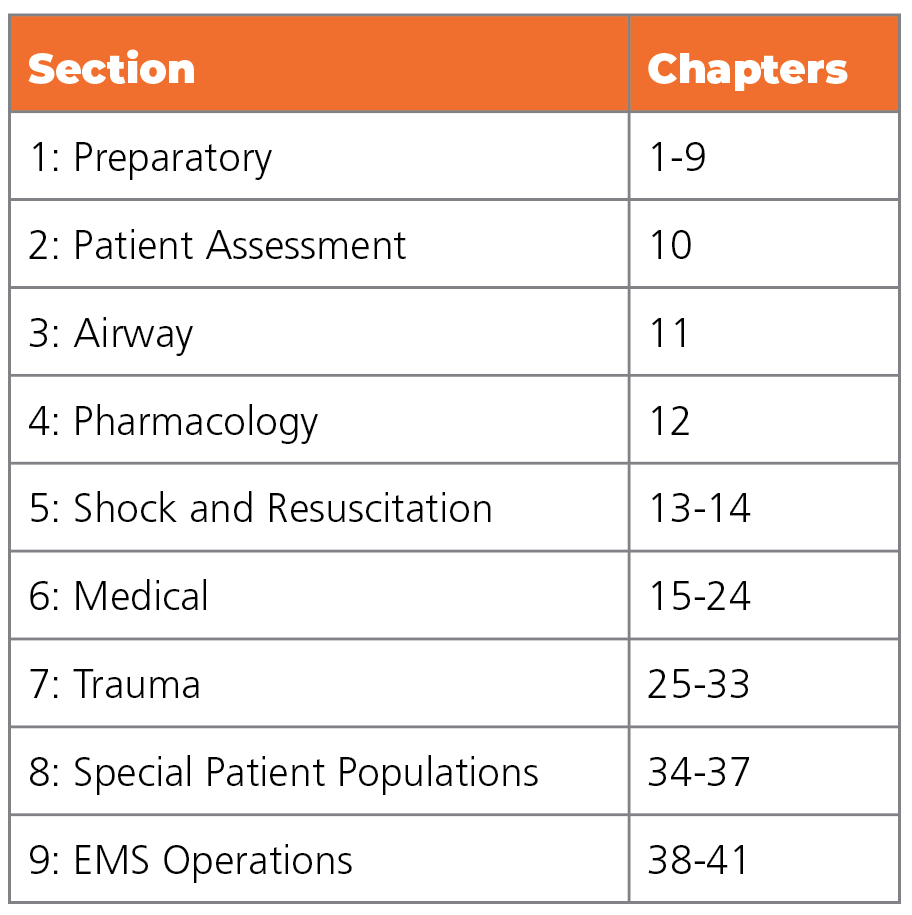 Section Chapters
1: Preparatory 1-9
2: Patient Assessment 10
3: Airway 11
4: Pharmacology 12
5: Shock and Resuscitation 13-14
6: Medical 15-24
7: Trauma 25-33
8: Special Patient Populations 34-37
9: EMS Operations 38-41